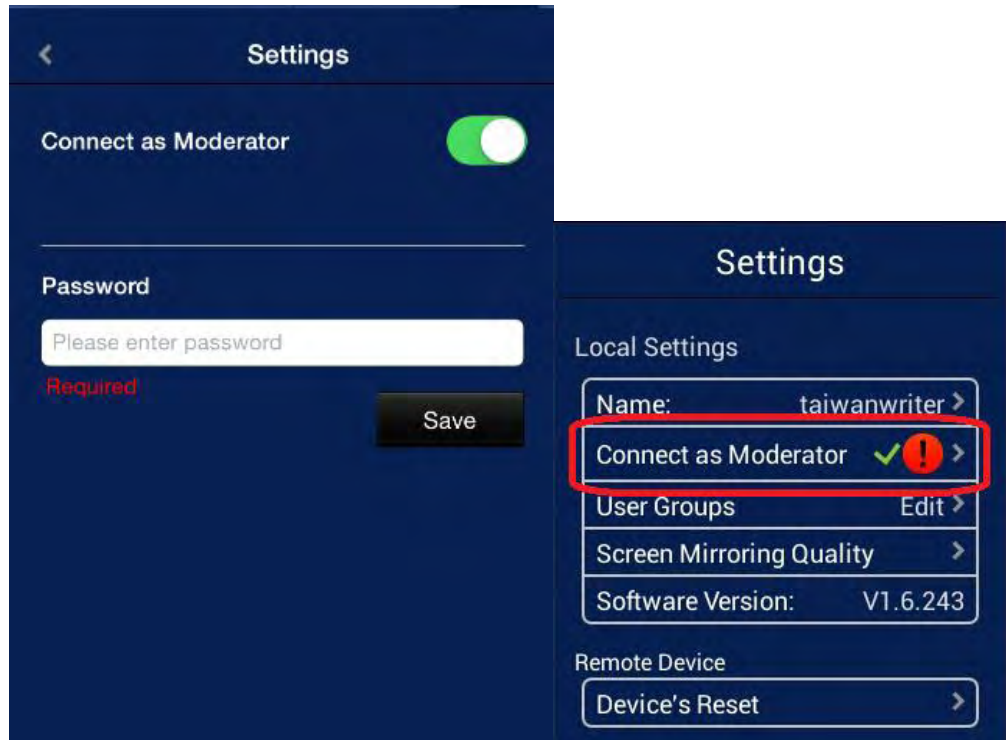 Settings
Connect as Moderator
Password
Please enter password
Required
Save
Settings
Local Settings
Name: taiwanwriter
Connect as Moderator
User Groups Edit
Screen Mirroring Quality
Software Version: V1.6.243
Remote Device
Device's Reset